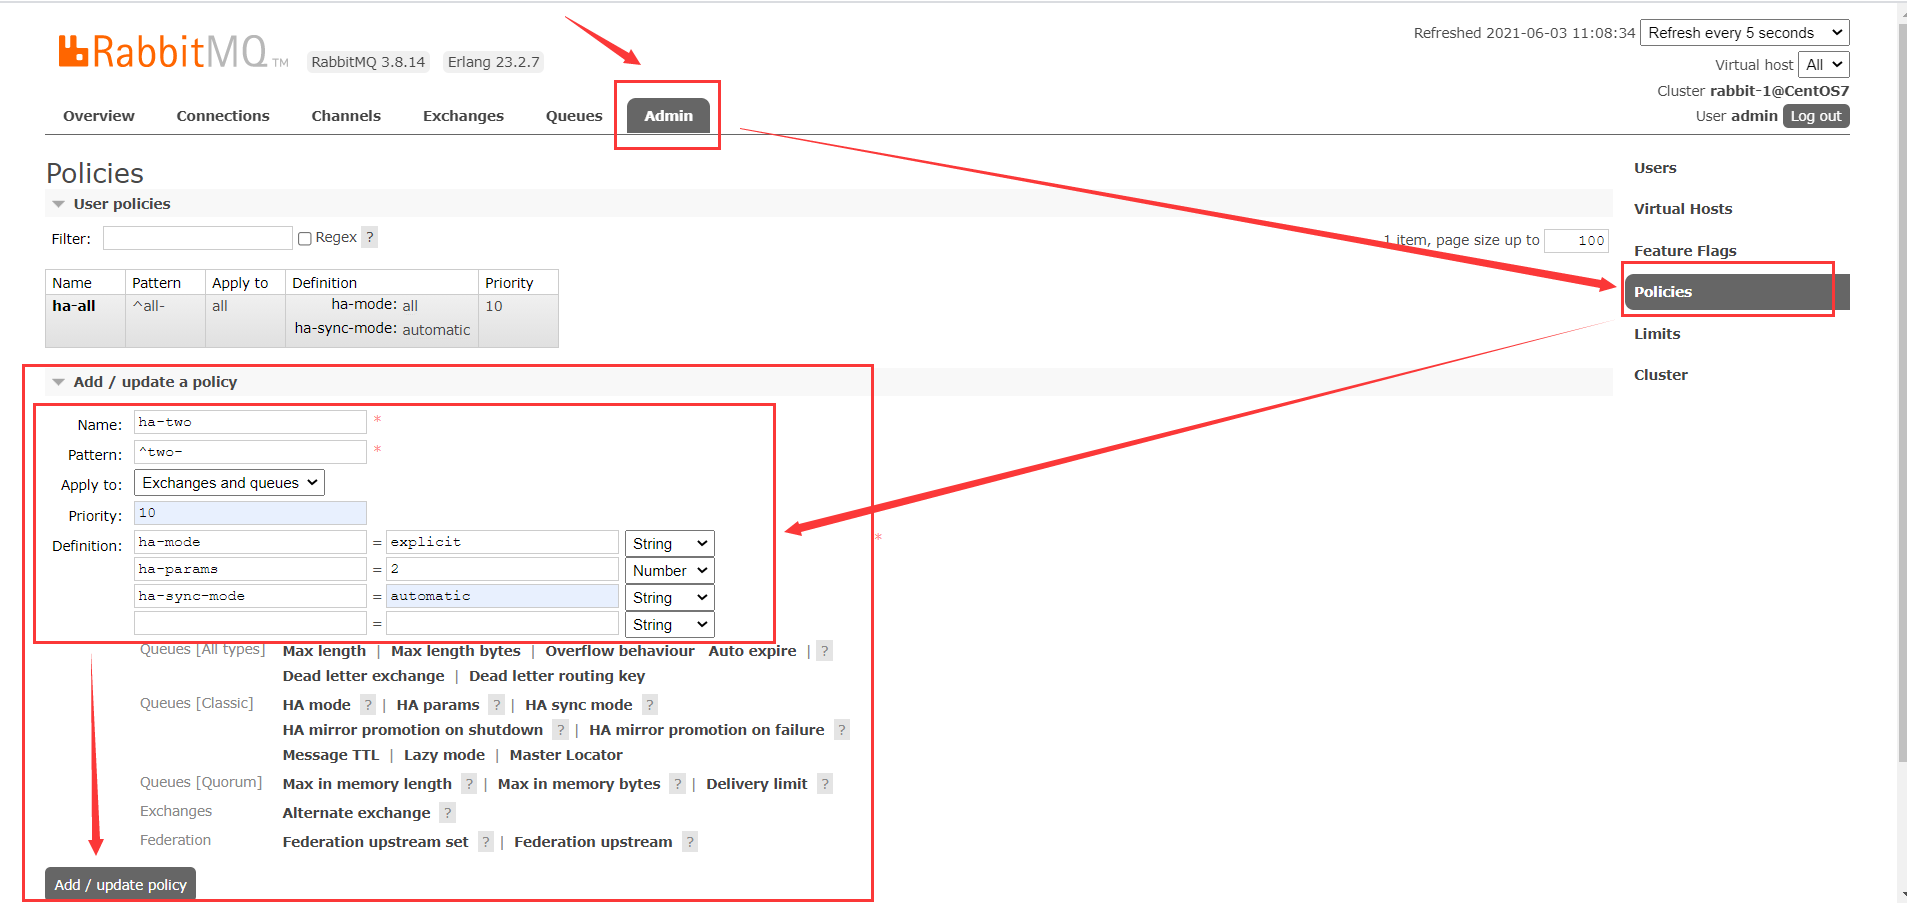 RabbitMQ TM RabbitMQ 3.8.14 Erlang 23.2.7
Refreshed 2021-06-03 11:08:34 Refresh every 5 seconds
Virtual host All
Cluster rabbit-1@CentOS7
User admin Log out
Overview Connections Channels Exchanges Queues Admin
Policies
User policies
Filter: Regex ?
1 item, page size up to 100
Name Pattern Apply to Definition Priority
ha-all ^all- all ha-mode: all 10
ha-sync-mode: automatic
Add / update a policy
Name: ha-two *
Pattern: ^two- *
Apply to: Exchanges and queues
Priority: 10
Definition: ha-mode = explicit String *
ha-params = 2 Number
ha-sync-mode = automatic String
= String
Queues [All types] Max length | Max length bytes | Overflow behaviour Auto expire | ?
Dead letter exchange | Dead letter routing key
Queues [Classic] HA mode ? | HA params ? | HA sync mode ?
HA mirror promotion on shutdown ? | HA mirror promotion on failure ?
Message TTL | Lazy mode | Master Locator
Queues [Quorum] Max in memory length ? | Max in memory bytes ? | Delivery limit ?
Exchanges Alternate exchange ?
Federation Federation upstream set ? | Federation upstream ?
Add / update policy
Users
Virtual Hosts
Feature Flags
Policies
Limits
Cluster